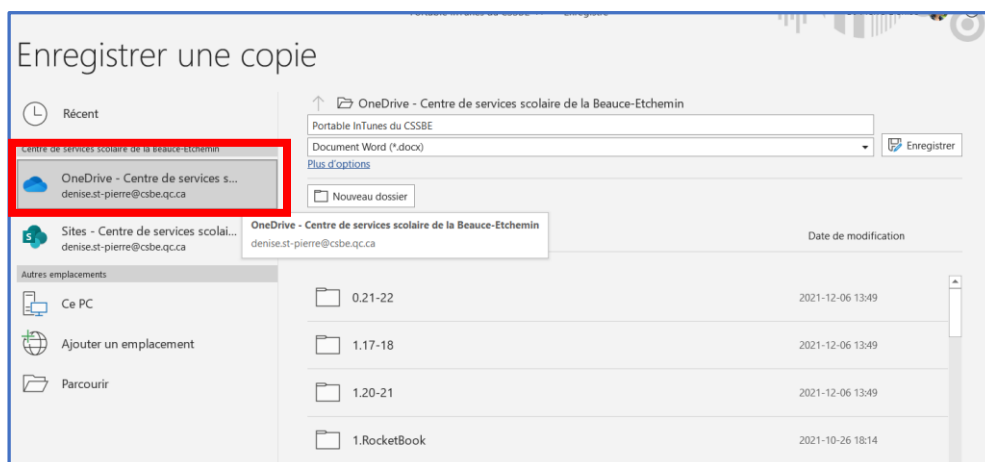 Enregistrer une copie
Récent
Centre de services scolaire de la Beauce-Etchemin
OneDrive - Centre de services s...
denise.st-pierre@csbe.qc.ca
Sites - Centre de services scolai...
denise.st-pierre@csbe.qc.ca
Autres emplacements
Ce PC
Ajouter un emplacement
Parcourir
OneDrive - Centre de services scolaire de la Beauce-Etchemin
Portable InTunes du CSSBE
Document Word (*.docx)
Enregistrer
Plus d'options
Nouveau dossier
OneDrive - Centre de services scolaire de la Beauce-Etchemin
denise.st-pierre@csbe.qc.ca
Date de modification
0.21-22 2021-12-06 13:49
1.17-18 2021-12-06 13:49
1.20-21 2021-12-06 13:49
1.RocketBook 2021-10-26 18:14